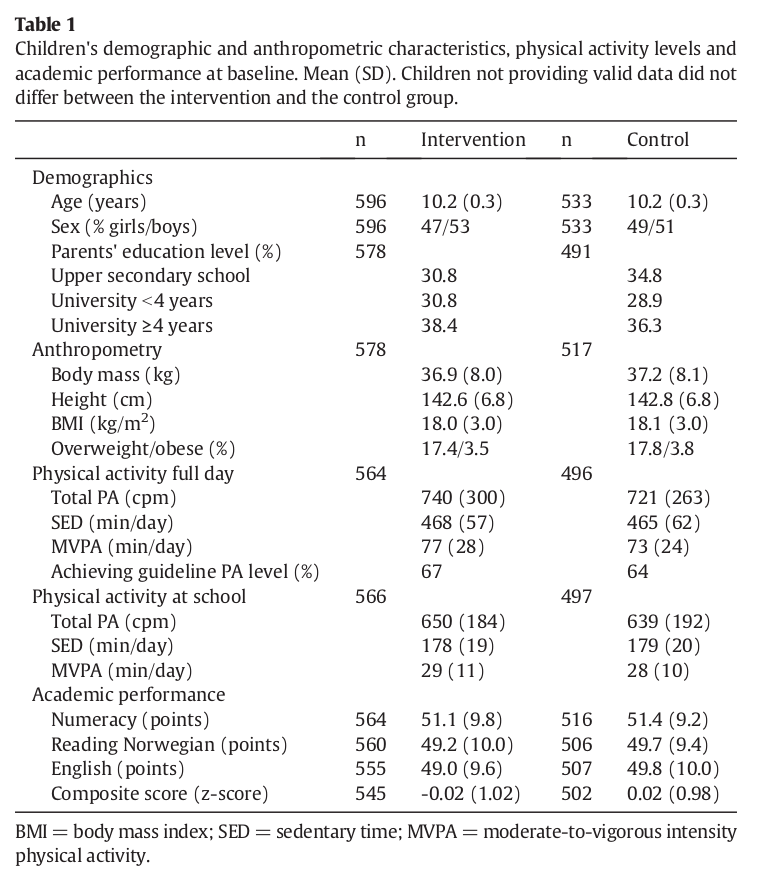 Table 1
Children's demographic and anthropometric characteristics, physical activity levels and
academic performance at baseline. Mean (SD). Children not providing valid data did not
differ between the intervention and the control group.
n Intervention n Control
Demographics
Age (years) 596 10.2 (0.3) 533 10.2 (0.3)
Sex (% girls/boys) 596 47/53 533 49/51
Parents' education level (%) 578 491
Upper secondary school 30.8 34.8
University <4 years 30.8 28.9
University ≥4 years 38.4 36.3
Anthropometry 578 517
Body mass (kg) 36.9 (8.0) 37.2 (8.1)
Height (cm) 142.6 (6.8) 142.8 (6.8)
BMI (kg/m²) 18.0 (3.0) 18.1 (3.0)
Overweight/obese (%) 17.4/3.5 17.8/3.8
Physical activity full day 564 496
Total PA (cpm) 740 (300) 721 (263)
SED (min/day) 468 (57) 465 (62)
MVPA (min/day) 77 (28) 73 (24)
Achieving guideline PA level (%) 67 64
Physical activity at school 566 497
Total PA (cpm) 650 (184) 639 (192)
SED (min/day) 178 (19) 179 (20)
MVPA (min/day) 29 (11) 28 (10)
Academic performance
Numeracy (points) 564 51.1 (9.8) 516 51.4 (9.2)
Reading Norwegian (points) 560 49.2 (10.0) 506 49.7 (9.4)
English (points) 555 49.0 (9.6) 507 49.8 (10.0)
Composite score (z-score) 545 -0.02 (1.02) 502 0.02 (0.98)
BMI = body mass index; SED = sedentary time; MVPA = moderate-to-vigorous intensity
physical activity.